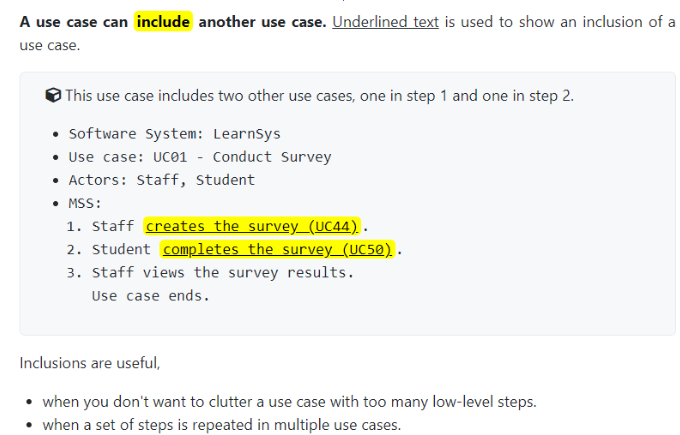 A use case can include another use case. Underlined text is used to show an inclusion of a
use case.
This use case includes two other use cases, one in step 1 and one in step 2.
• Software System: LearnSys
• Use case: UC01 - Conduct Survey
• Actors: Staff, Student
• MSS:
1. Staff creates the survey (UC44).
2. Student completes the survey (UC50).
3. Staff views the survey results.
Use case ends.
Inclusions are useful,
• when you don't want to clutter a use case with too many low-level steps.
• when a set of steps is repeated in multiple use cases.